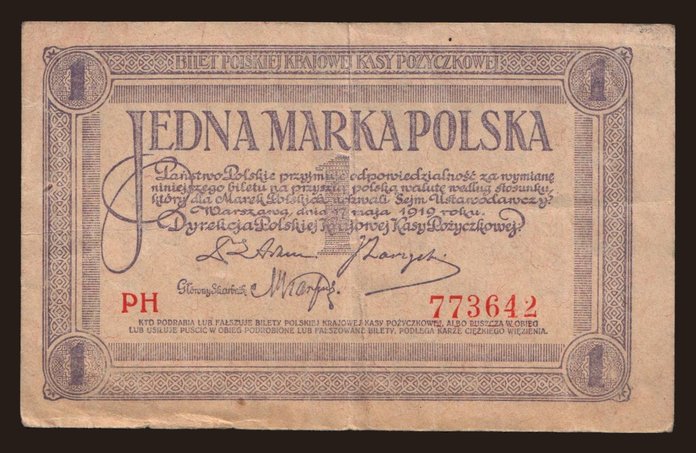 1 BILET POLSKIEJ KRAJOWEJ KASY POŻYCZKOWEJ 1
JEDNA MARKA POLSKA
Państwo Polskie przyjmuje odpowiedzialność za wymianę
niniejszego biletu na przyszłą polską walutę według stosunku,
który dla Marek Polskich uchwali Sejm Ustawodawczy.
Warszawa, dnia 17 maja 1919 roku.
Dyrekcja Polskiej Krajowej Kasy Pożyczkowej:
1
Główny Skarbnik
PH 773642
KTO PODRABIA LUB FAŁSZUJE BILETY POLSKIEJ KRAJOWEJ KASY POŻYCZKOWEJ, ALBO PUSZCZA W OBIEG
LUB USIŁUJE PUŚCIĆ W OBIEG PODROBIONE LUB FAŁSZOWANE BILETY, PODLEGA KARZE CIĘŻKIEGO WIĘZIENIA.
1 1